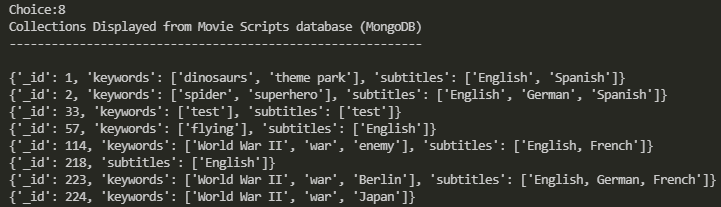 Choice:8
Collections Displayed from Movie Scripts database (MongoDB)
-----------------------------------------------------------
{'_id': 1, 'keywords': ['dinosaurs', 'theme park'], 'subtitles': ['English', 'Spanish']}
{'_id': 2, 'keywords': ['spider', 'superhero'], 'subtitles': ['English', 'German', 'Spanish']}
{'_id': 33, 'keywords': ['test'], 'subtitles': ['test']}
{'_id': 57, 'keywords': ['flying'], 'subtitles': ['English']}
{'_id': 114, 'keywords': ['World War II', 'war', 'enemy'], 'subtitles': ['English, French']}
{'_id': 218, 'subtitles': ['English']}
{'_id': 223, 'keywords': ['World War II', 'war', 'Berlin'], 'subtitles': ['English, German, French']}
{'_id': 224, 'keywords': ['World War II', 'war', 'Japan']}